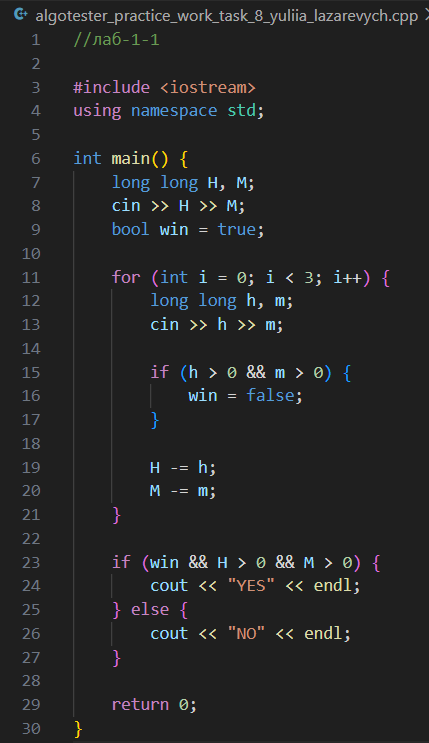 algotester_practice_work_task_8_yuliia_lazarevych.cpp
1 //лаб-1-1
2
3 #include <iostream>
4 using namespace std;
5
6 int main() {
7 long long H, M;
8 cin >> H >> M;
9 bool win = true;
10
11 for (int i = 0; i < 3; i++) {
12 long long h, m;
13 cin >> h >> m;
14
15 if (h > 0 && m > 0) {
16 win = false;
17 }
18
19 H -= h;
20 M -= m;
21 }
22
23 if (win && H > 0 && M > 0) {
24 cout << "YES" << endl;
25 } else {
26 cout << "NO" << endl;
27 }
28
29 return 0;
30 }